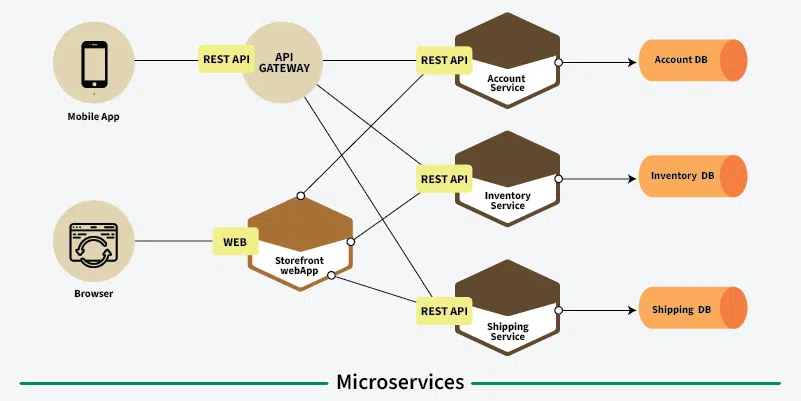 REST API
API
GATEWAY
REST API
Account
Service
Account DB
Mobile App
REST API
Inventory
Service
Inventory DB
WEB
Storefront
webApp
Browser
REST API
Shipping
Service
Shipping DB
Microservices